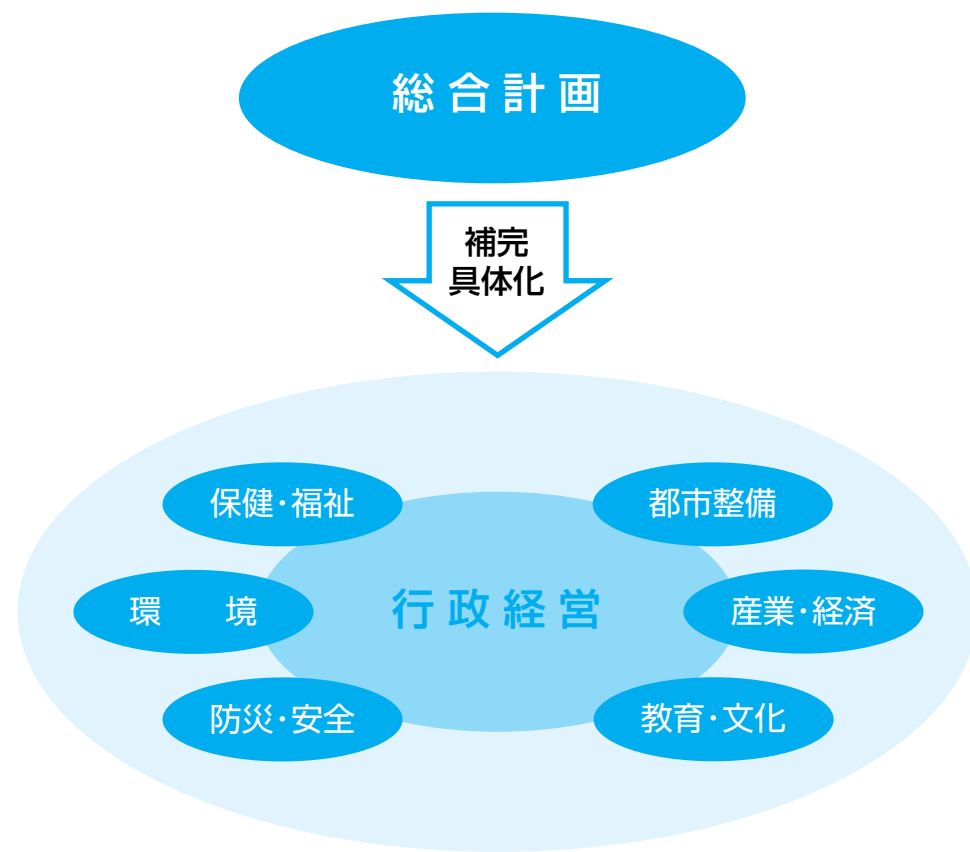 総合計画
補完
具体化
保健･福祉
都市整備
環　境
行政経営
産業･経済
防災･安全
教育･文化